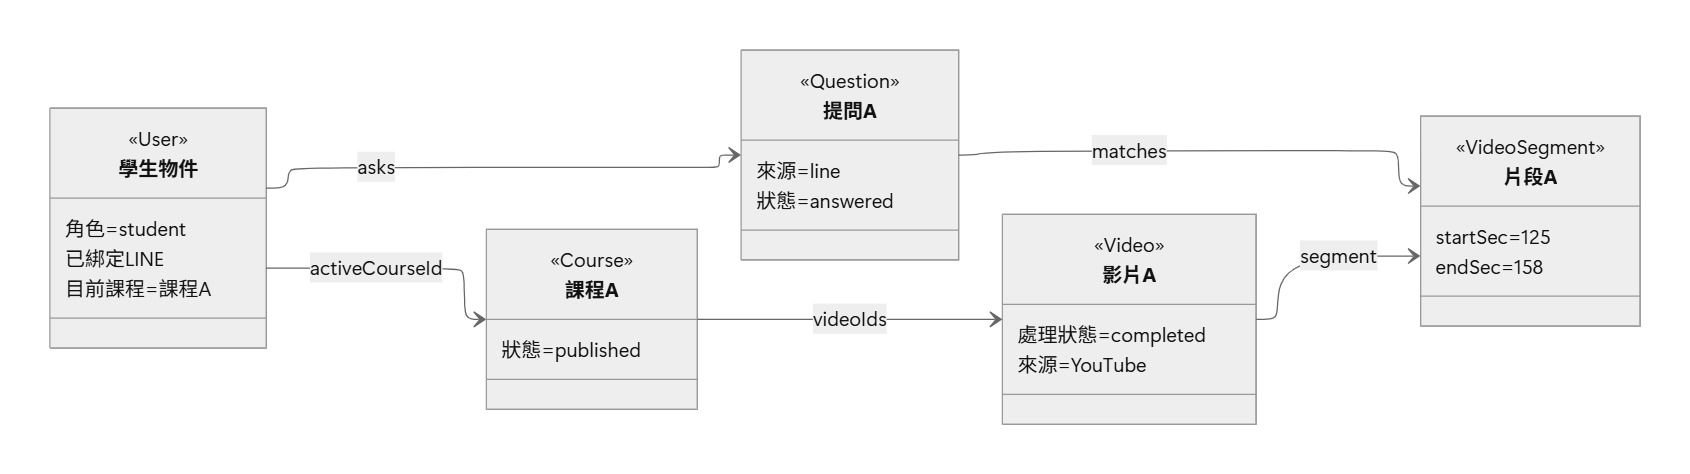 «User»
學生物件
角色=student
已綁定LINE
目前課程=課程A
asks
activeCourseId
«Course»
課程A
狀態=published
«Question»
提問A
來源=line
狀態=answered
videoIds
matches
«Video»
影片A
處理狀態=completed
來源=YouTube
segment
«VideoSegment»
片段A
startSec=125
endSec=158